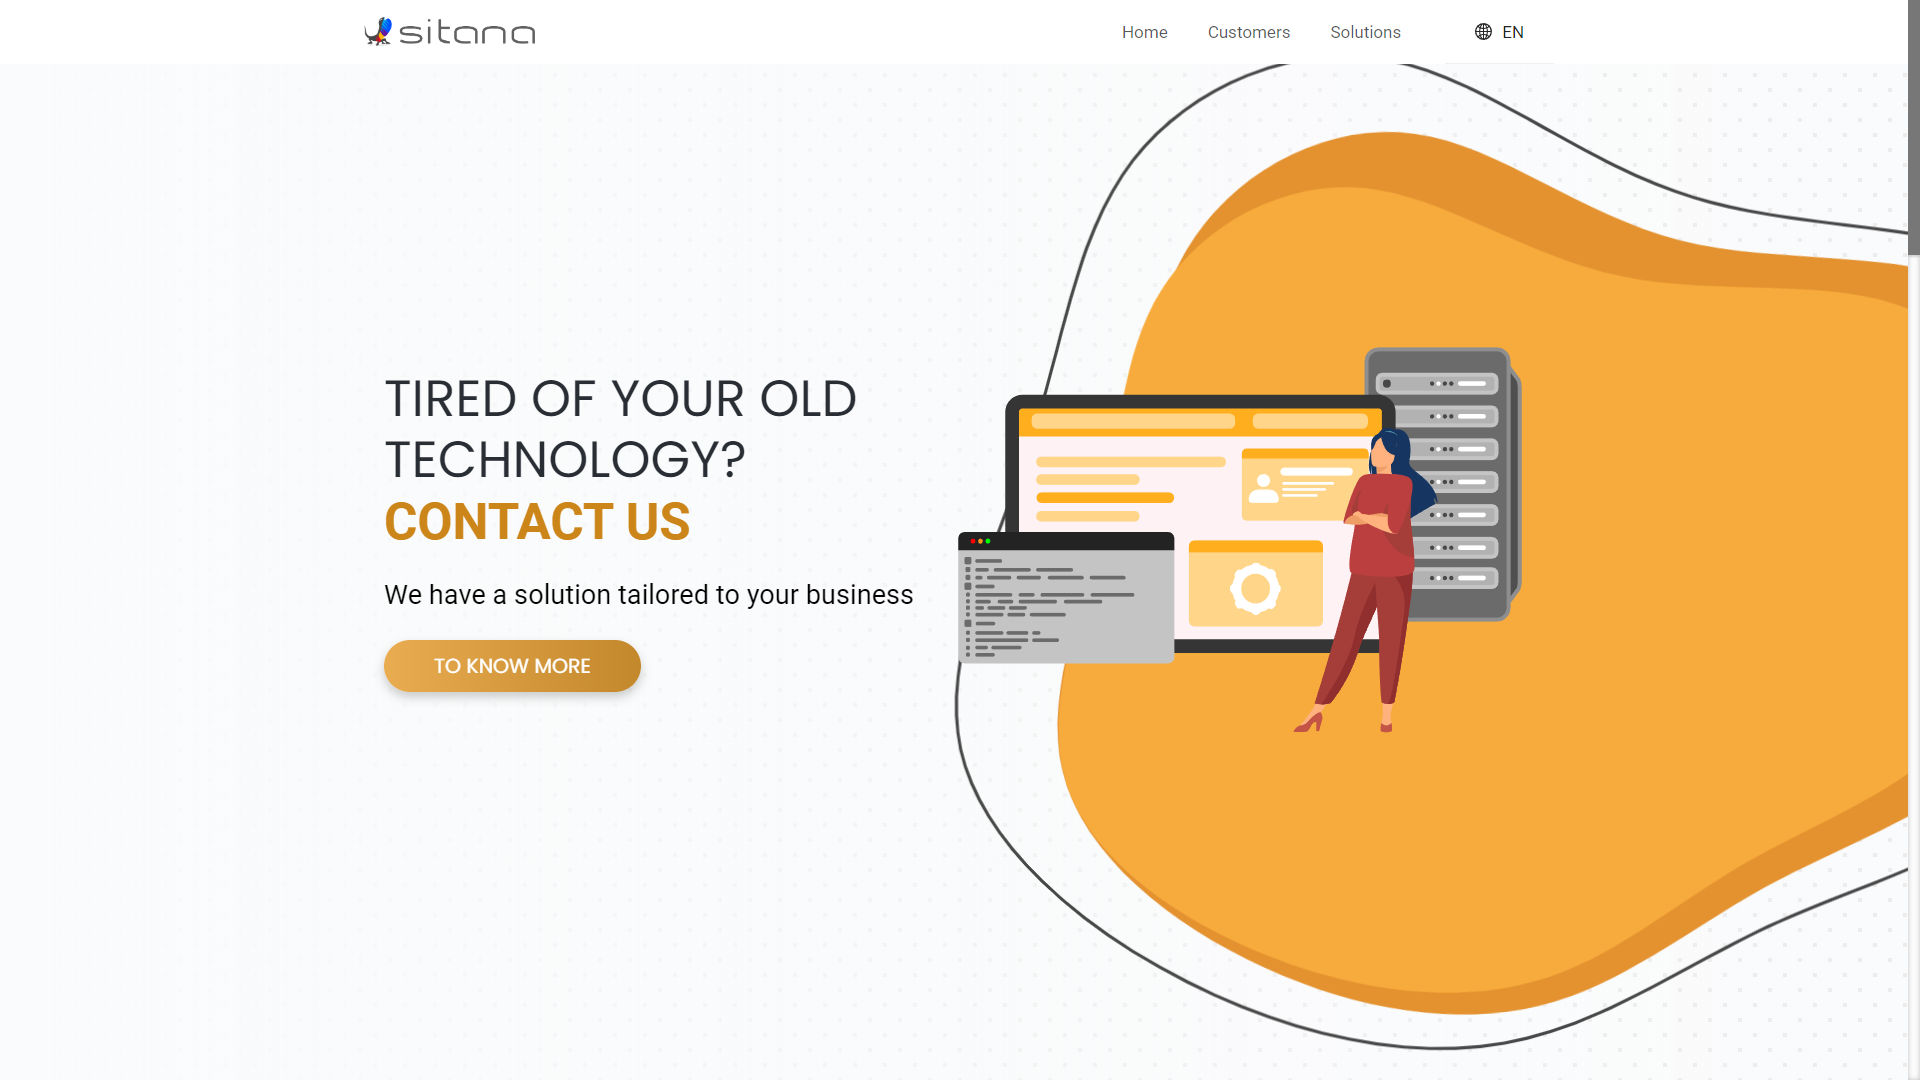 sitana
Home
Customers
Solutions
EN
TIRED OF YOUR OLD
TECHNOLOGY?
CONTACT US
We have a solution tailored to your business
TO KNOW MORE